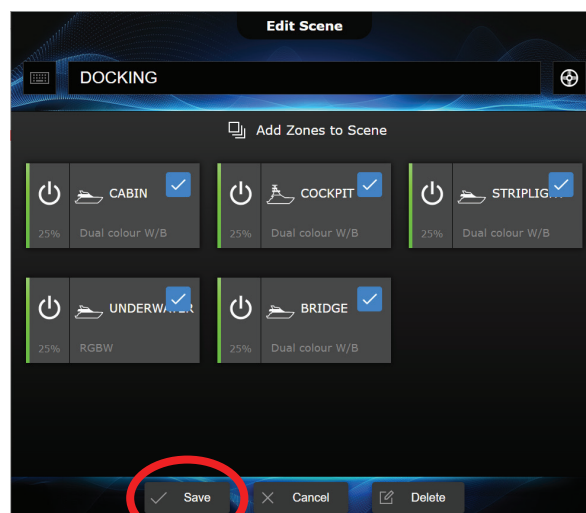 Edit Scene
DOCKING
Add Zones to Scene
CABIN
25% Dual colour W/B
COCKPIT
25% Dual colour W/B
25% Dual colour W/B
25% RGBW
BRIDGE
25% Dual colour W/B
Save Cancel Delete